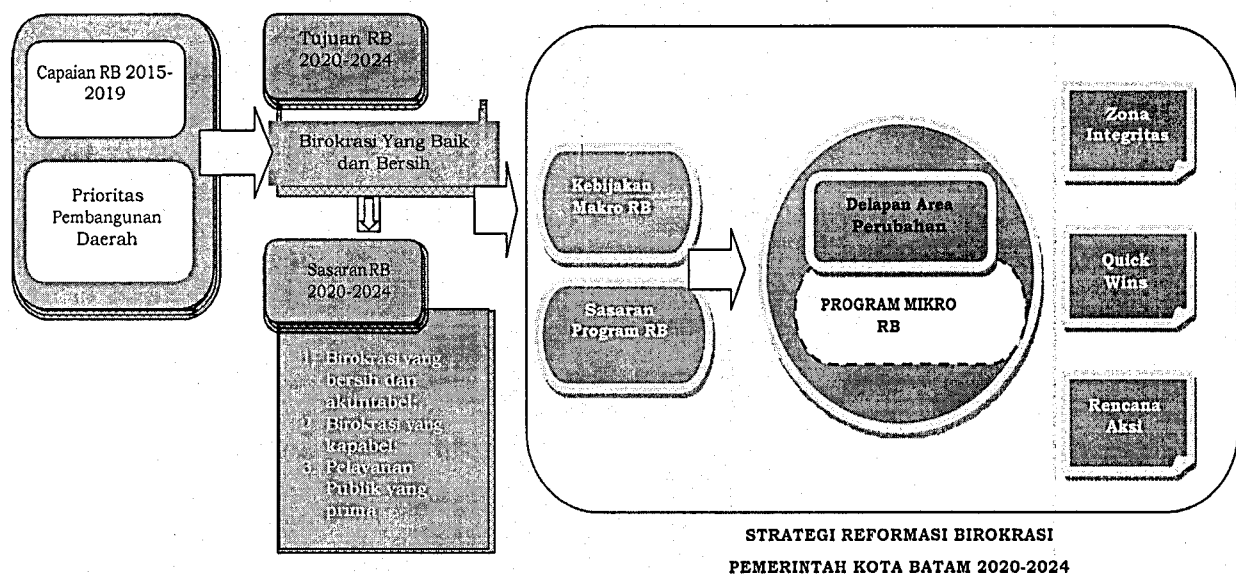 Capaian RB 2015-
2019
Prioritas
Pembangunan
Daerah
Tujuan RB
2020-2024
Birokrasi Yang Baik
dan Bersih
Sasaran RB
2020-2024
1. Birokrasi yang
bersih dan
akuntabel
2. Birokrasi yang
kapabel
3. Pelayanan
Publik yang
prima
Kebijakan
Makro RB
Sasaran
Program RB
Delapan Area
Perubahan
PROGRAM MIKRO
RB
Zona
Integritas
Quick
Wins
Rencana
Aksi
STRATEGI REFORMASI BIROKRASI
PEMERINTAH KOTA BATAM 2020-2024